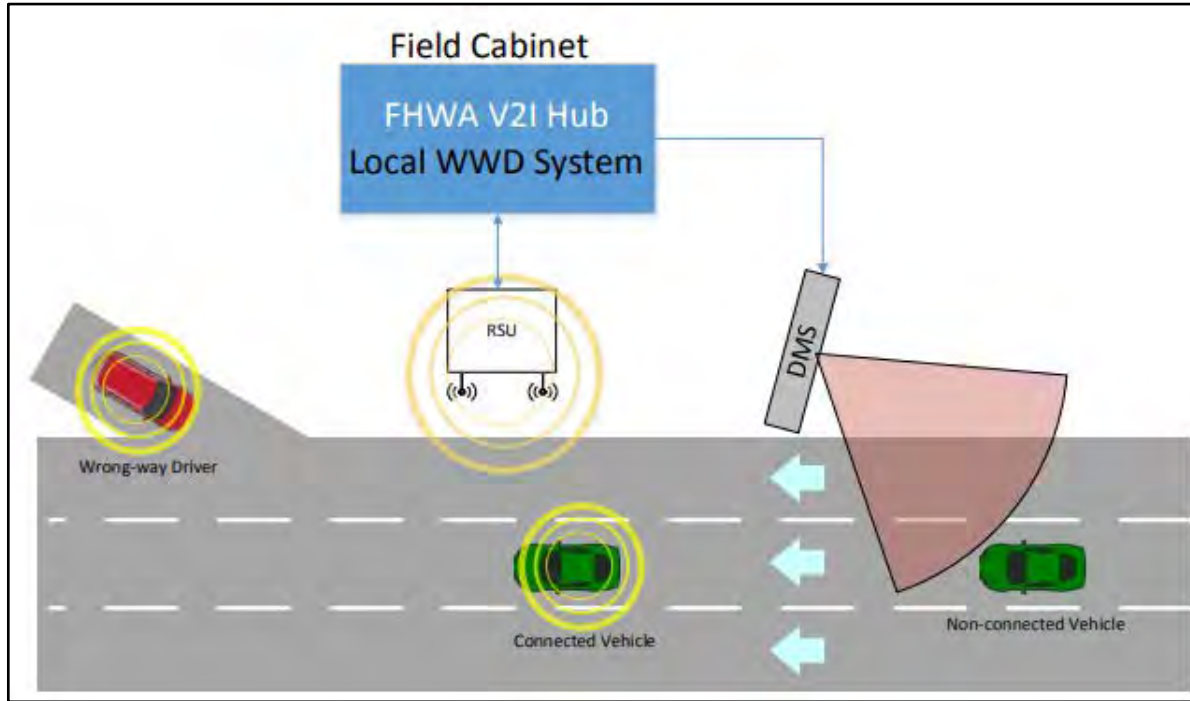 Field Cabinet
FHWA V2I Hub
Local WWD System
RSU
DMS
Wrong-way Driver
Connected Vehicle
Non-connected Vehicle